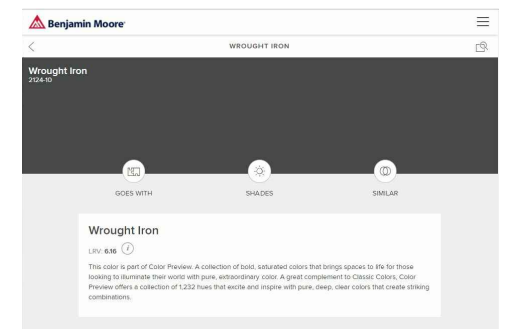 Benjamin Moore
WROUGHT IRON
Wrought Iron
2124-10
GOES WITH
SHADES
SIMILAR
Wrought Iron
LRV: 6.16 i
This color is part of Color Preview. A collection of bold, saturated colors that brings spaces to life for those
looking to illuminate their world with pure, extraordinary color. A great complement to Classic Colors, Color
Preview offers a collection of 1,232 hues that excite and inspire with pure, deep, clear colors that create striking
combinations.